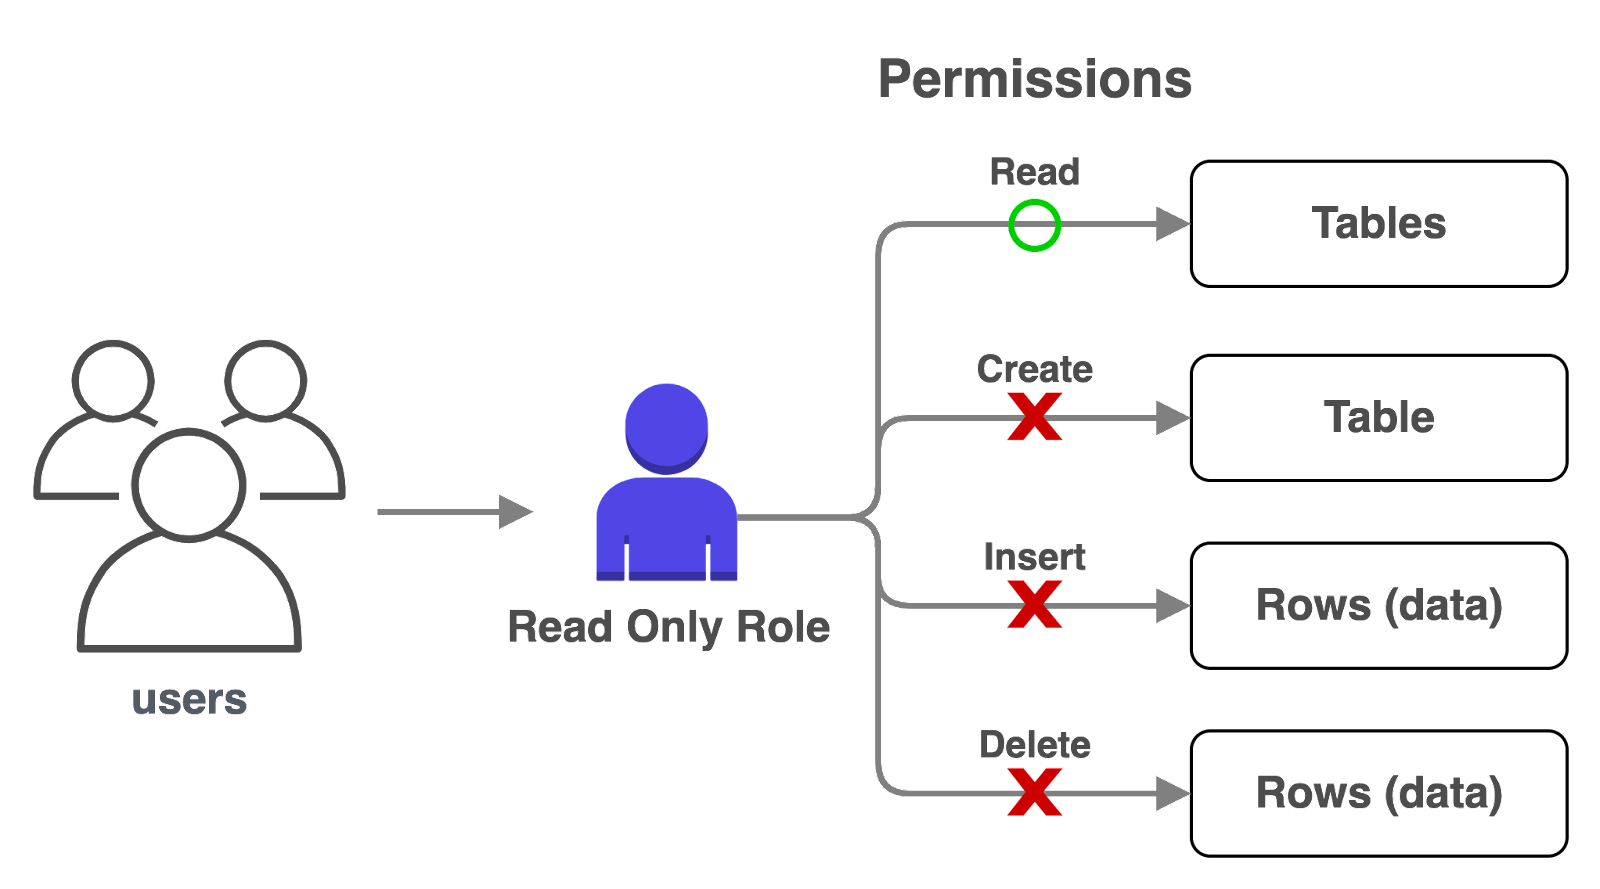 Permissions
Read
Tables
Create
Table
Insert
Rows (data)
Read Only Role
users
Delete
Rows (data)